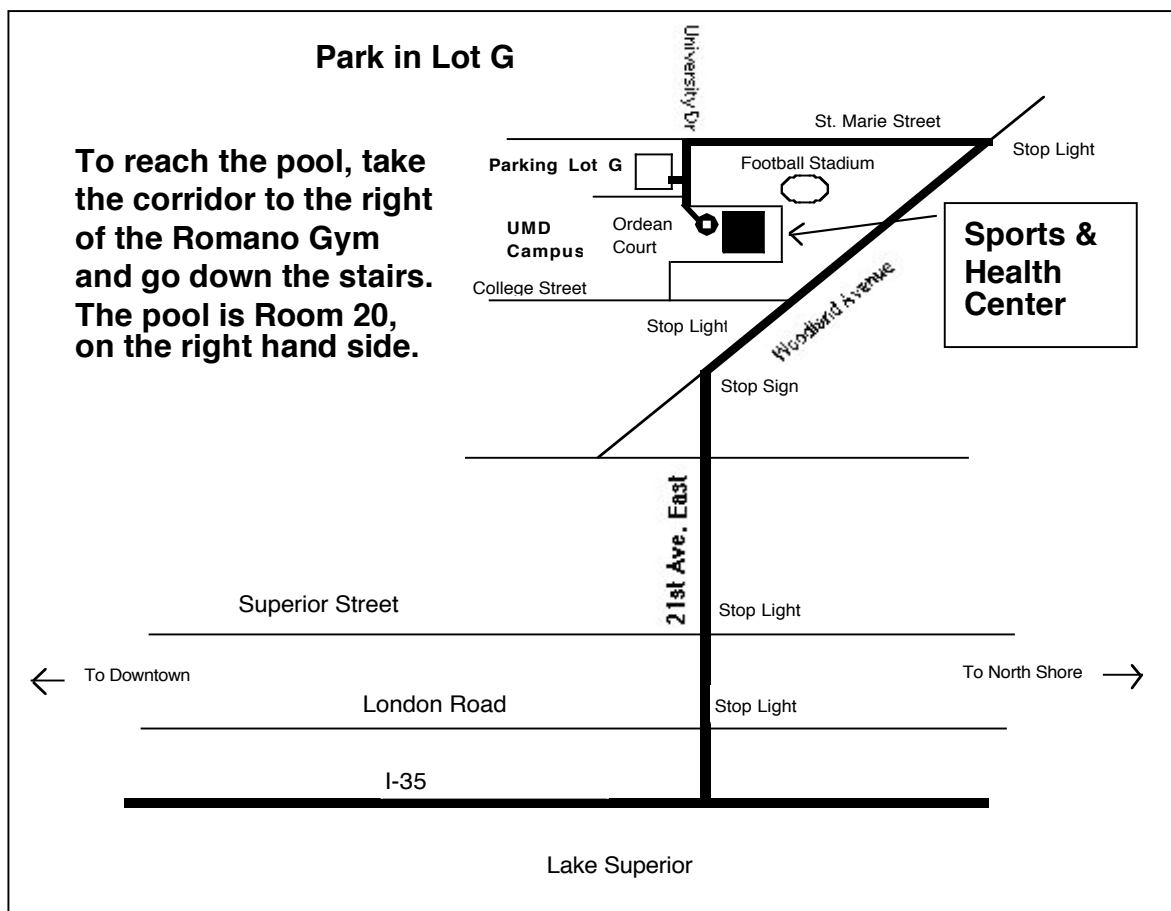 Park in Lot G
University Dr
St. Marie Street
Stop Light
To reach the pool, take
the corridor to the right
of the Romano Gym
and go down the stairs.
The pool is Room 20,
on the right hand side.
Parking Lot G
Football Stadium
UMD
Campus
Ordean
Court
Sports &
Health
Center
College Street
Stop Light
Woodland Avenue
Stop Sign
21st Ave. East
Superior Street
Stop Light
To Downtown
To North Shore
London Road
Stop Light
I-35
Lake Superior